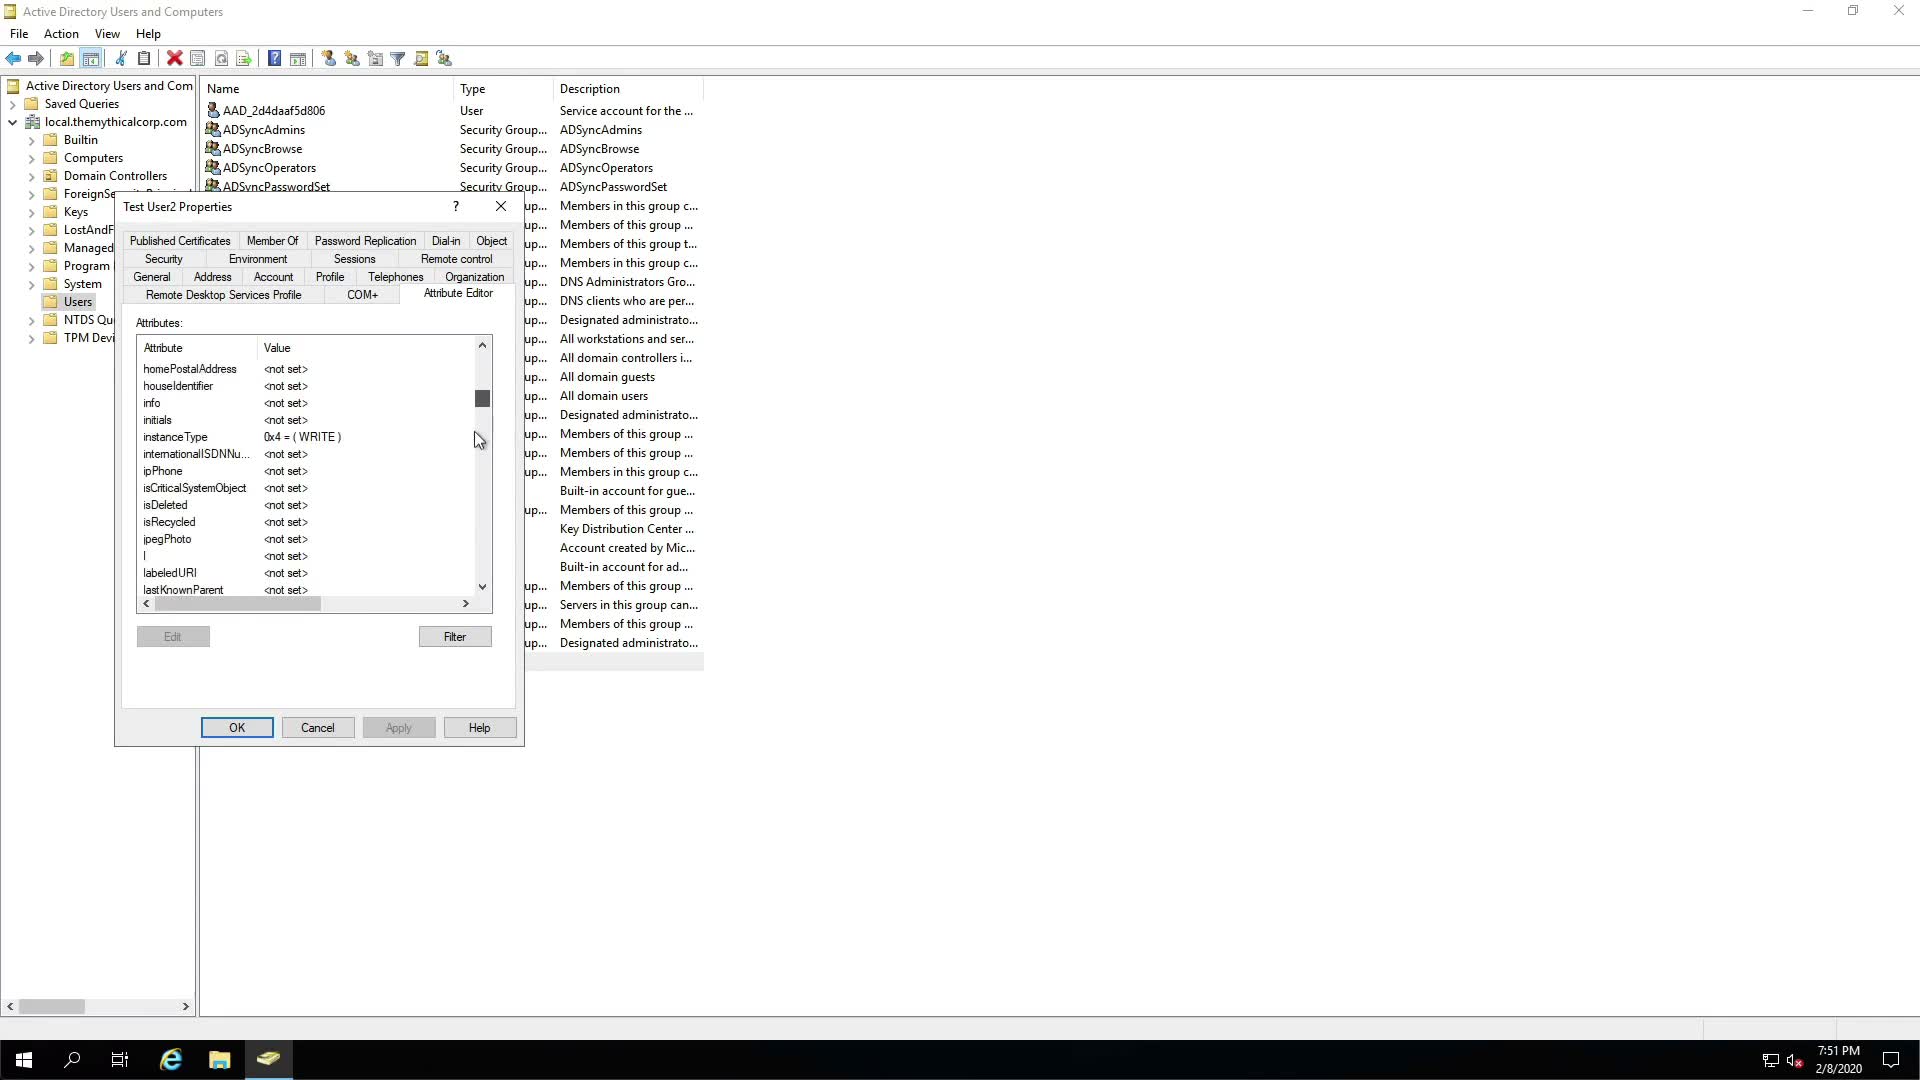 Active Directory Users and Computers
File Action View Help
Active Directory Users and Com
Saved Queries
local.themythicalcorp.com
Builtin
Computers
Domain Controllers
ForeignSe
Keys
LostAndF
Managed
Program
System
Users
NTDS Qu
TPM Devi
Name Type Description
AAD_2d4daaf5d806 User Service account for the ...
ADSyncAdmins Security Group... ADSyncAdmins
ADSyncBrowse Security Group... ADSyncBrowse
ADSyncOperators Security Group... ADSyncOperators
ADSyncPasswordSet Security Group... ADSyncPasswordSet
up... Members in this group c...
up... Members of this group ...
up... Members of this group t...
up... Members in this group c...
up... DNS Administrators Gro...
up... DNS clients who are per...
up... Designated administrato...
up... All workstations and ser...
up... All domain controllers i...
up... All domain guests
up... All domain users
up... Designated administrato...
up... Members of this group ...
up... Members of this group ...
up... Members in this group c...
Built-in account for gue...
up... Members of this group ...
Key Distribution Center ...
Account created by Mic...
Built-in account for ad...
up... Members of this group ...
up... Servers in this group can...
up... Members of this group ...
up... Designated administrato...
Test User2 Properties ?
Published Certificates Member Of Password Replication Dial-in Object
Security Environment Sessions Remote control
General Address Account Profile Telephones Organization
Remote Desktop Services Profile COM+ Attribute Editor
Attributes:
Attribute Value
homePostalAddress <not set>
houseIdentifier <not set>
info <not set>
initials <not set>
instanceType 0x4 = ( WRITE )
internationalISDNNu... <not set>
ipPhone <not set>
isCriticalSystemObject <not set>
isDeleted <not set>
isRecycled <not set>
jpegPhoto <not set>
l <not set>
labeledURI <not set>
lastKnownParent <not set>
Edit Filter
OK Cancel Apply Help
7:51 PM
2/8/2020